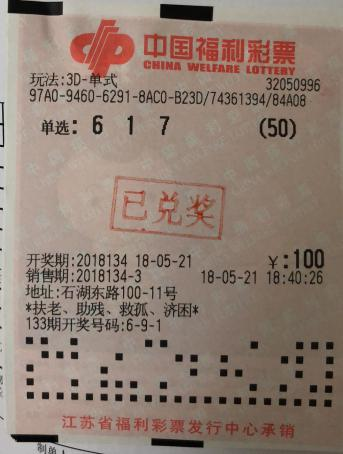 中国福利彩票
CHINA WELFARE LOTTERY
玩法:3D-单式 32050996
97A0-9460-6291-8AC0-B23D/74361394/84A08
单选: 6 1 7 (50)
已兑奖
开奖期:2018134 18-05-21 ¥:100
销售期:2018134-3 18-05-21 18:40:26
地址:石湖东路100-11号
*扶老、助残、救孤、济困*
133期开奖号码:6-9-1
江苏省福利彩票发行中心承销
制单人